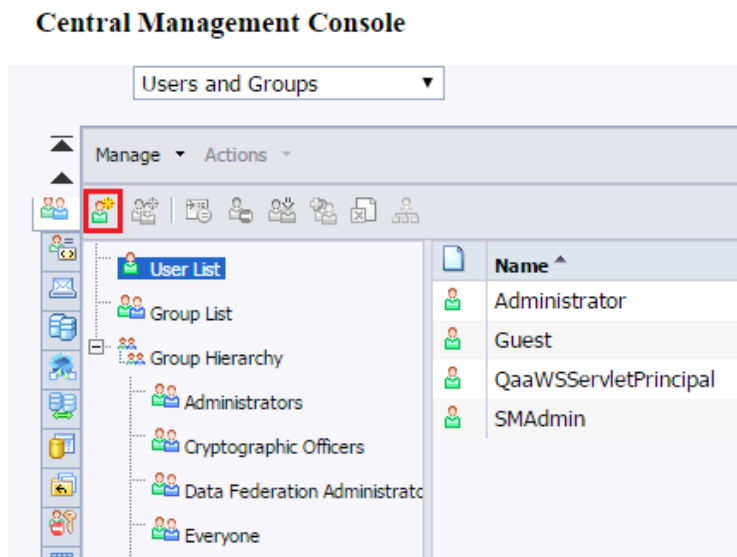 Central Management Console
Users and Groups
Manage Actions
User List
Group List
Group Hierarchy
Administrators
Cryptographic Officers
Data Federation Administratc
Everyone
Name
Administrator
Guest
QaaWSServletPrincipal
SMAdmin